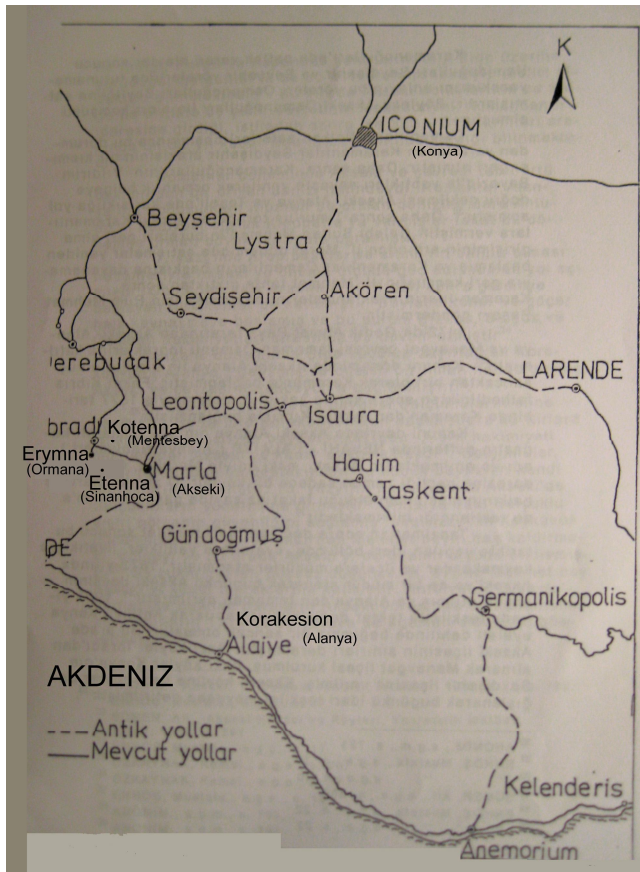 K
ICONIUM
(Konya)
Beyşehir
Lystra
Seydişehir
Akören
erebucak
LARENDE
Leontopolis
Isaura
bradi
Kotenna
(Mentesbey)
Erymna
(Ormana)
Etenna
(Sinanhoca)
Marla
(Akseki)
Hadim
Taşkent
DE
Gündoğmuş
Germanikopolis
Korakesion
(Alanya)
Alaiye
AKDENIZ
Antik yollar
Mevcut yollar
Kelenderis
Anemorium